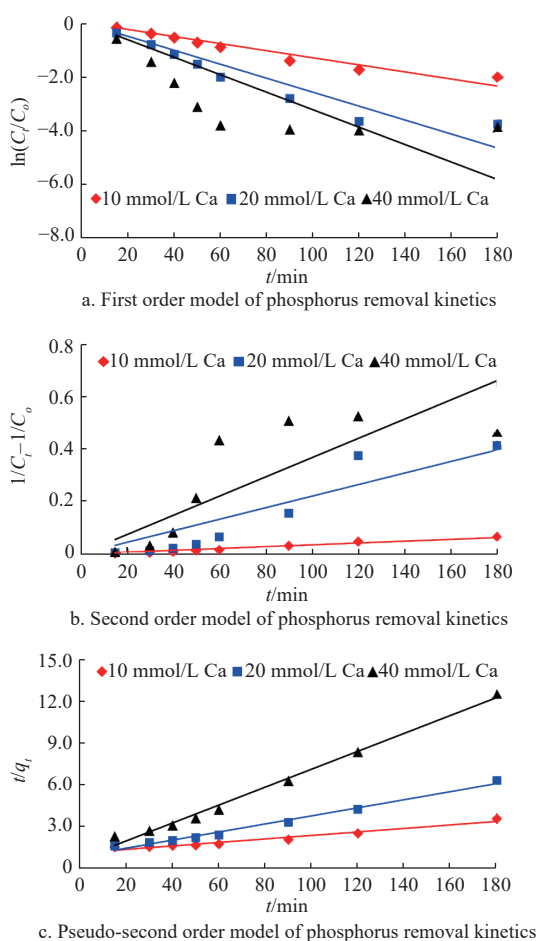 0
−2.0
−4.0
−6.0
−8.0
ln(Cₜ/Cₒ)
10 mmol/L Ca 20 mmol/L Ca 40 mmol/L Ca
0 20 40 60 80 100 120 140 160 180
t/min
a. First order model of phosphorus removal kinetics
0.8
0.6
0.4
0.2
0
1/Cₜ−1/Cₒ
10 mmol/L Ca 20 mmol/L Ca 40 mmol/L Ca
0 20 40 60 80 100 120 140 160 180
t/min
b. Second order model of phosphorus removal kinetics
15.0
12.0
9.0
6.0
3.0
0
t/qₜ
10 mmol/L Ca 20 mmol/L Ca 40 mmol/L Ca
0 20 40 60 80 100 120 140 160 180
t/min
c. Pseudo-second order model of phosphorus removal kinetics